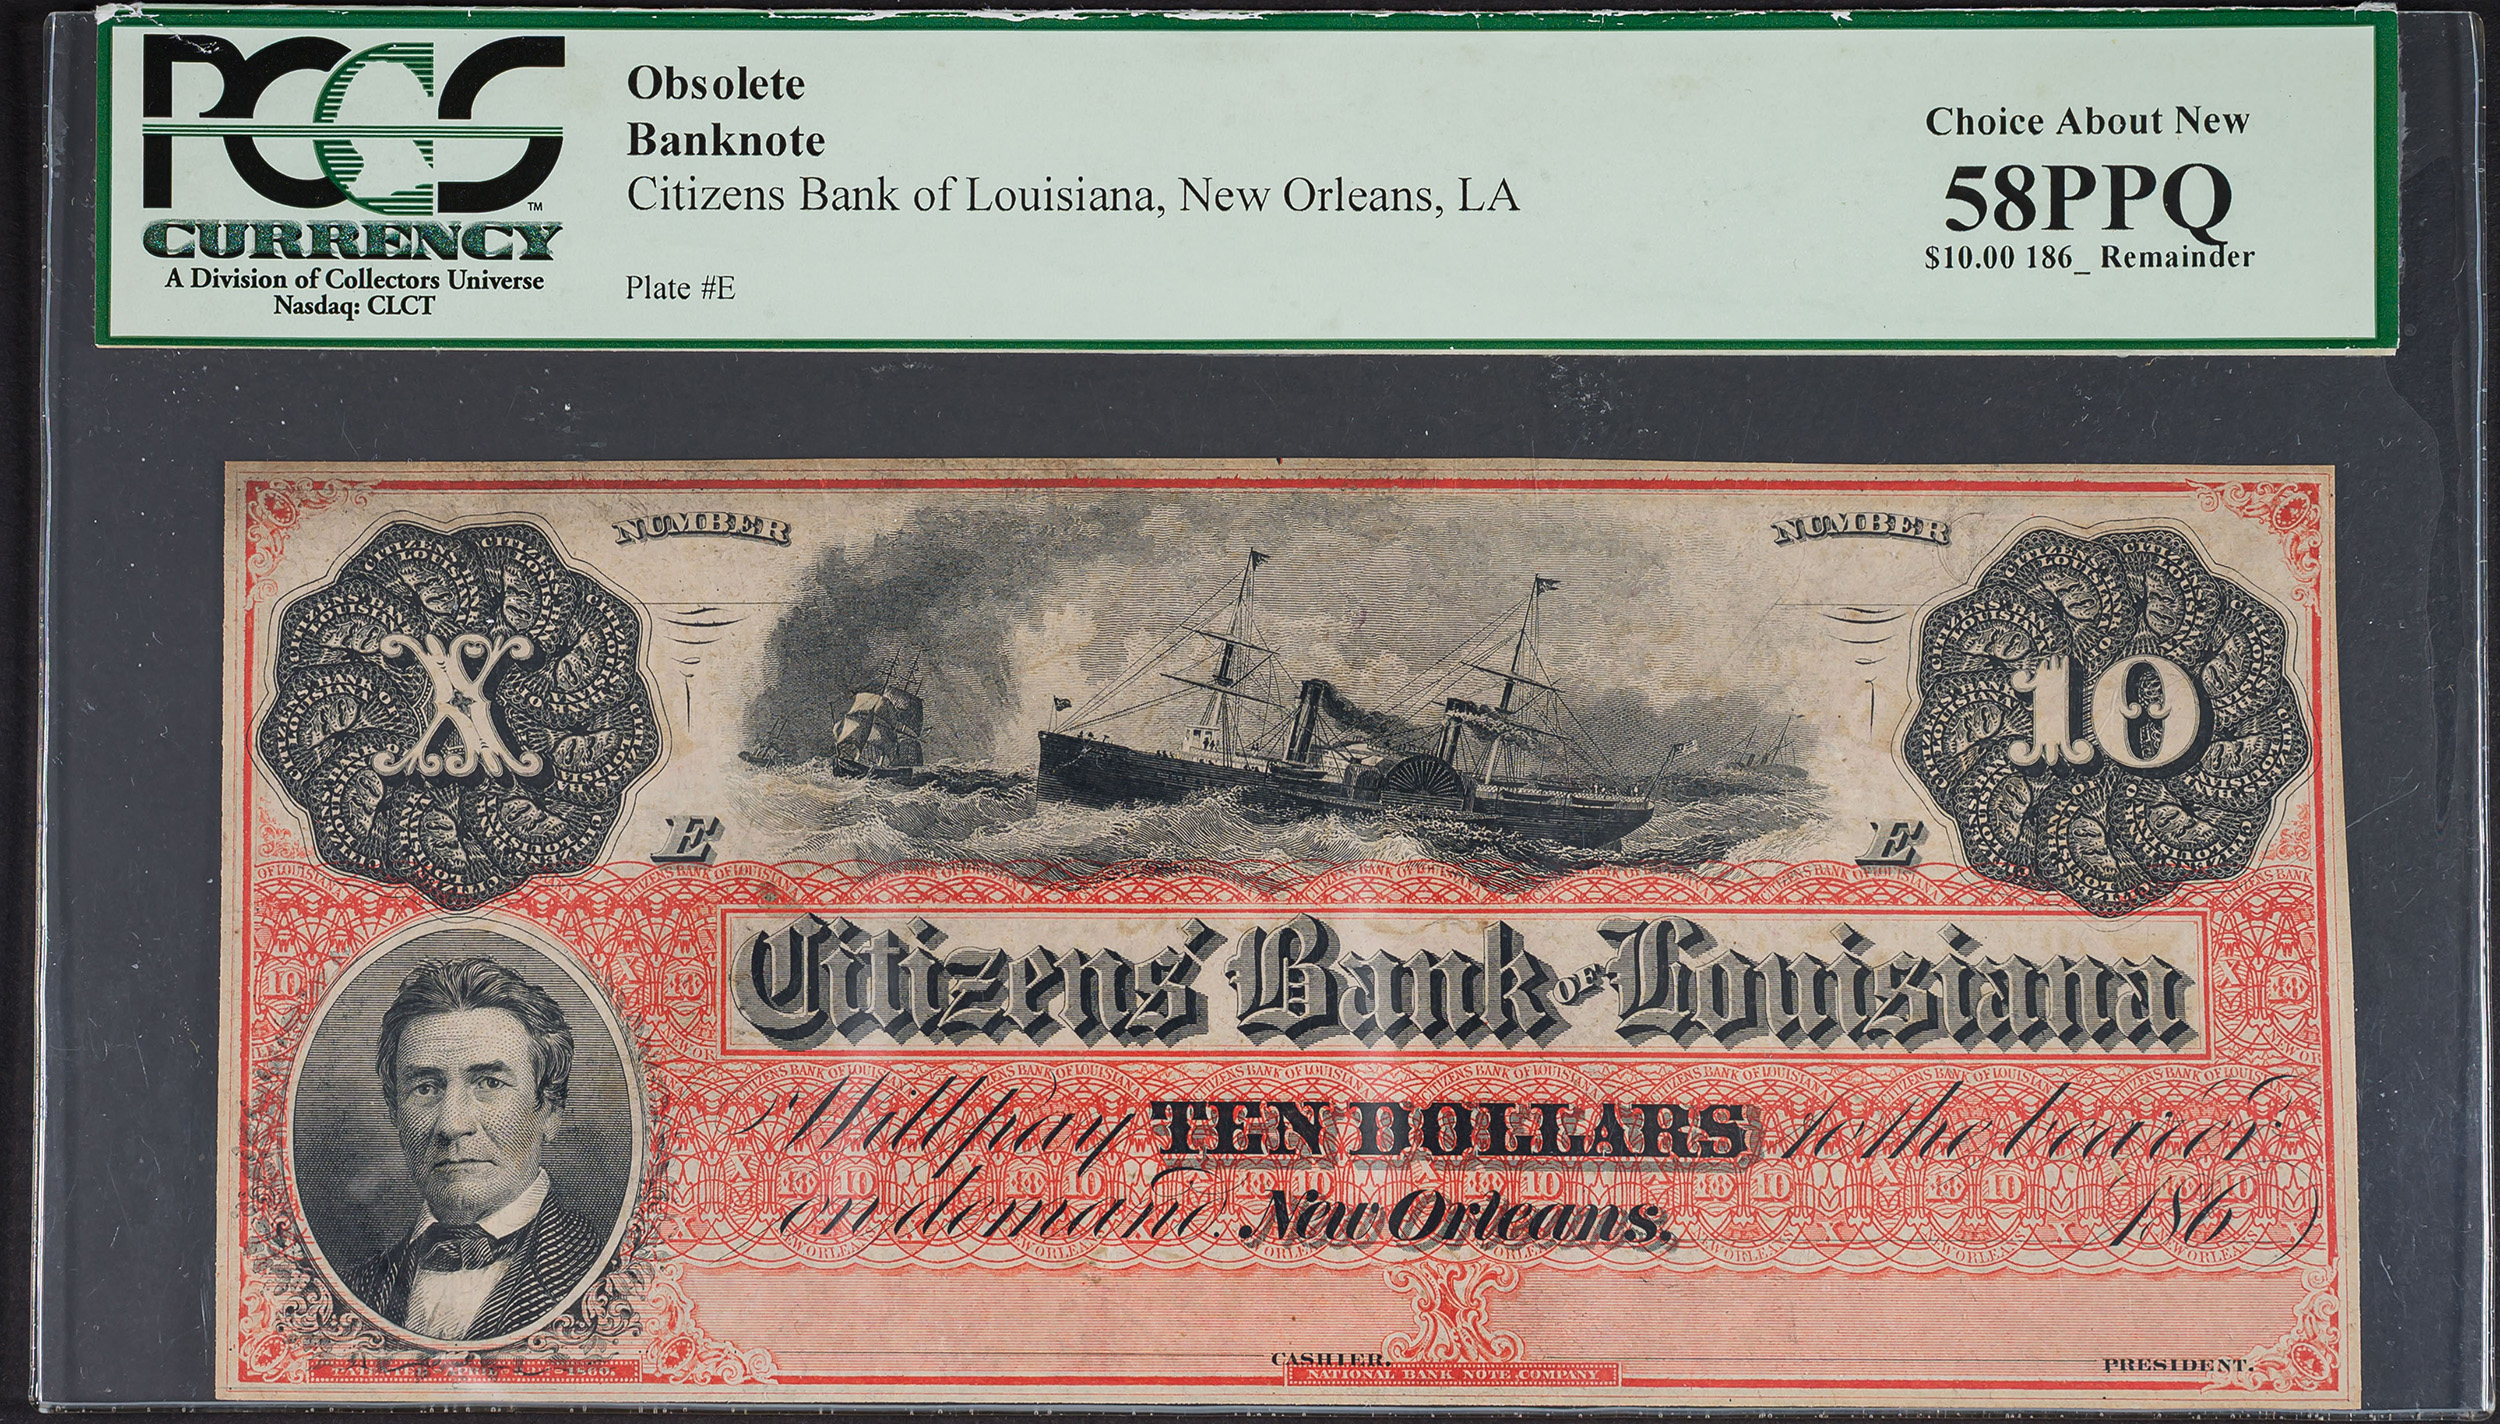 PCGS™
CURRENCY
A Division of Collectors Universe
Nasdaq: CLCT
Obsolete
Banknote
Citizens Bank of Louisiana, New Orleans, LA
Plate #E
Choice About New
58PPQ
$10.00 186_ Remainder
NUMBER
NUMBER
X
10
E
E
Citizens' Bank OF Louisiana
Will pay TEN DOLLARS to the bearer
on demand. New Orleans. 186
CASHIER.
PRESIDENT.
1860.
NATIONAL BANK NOTE COMPANY